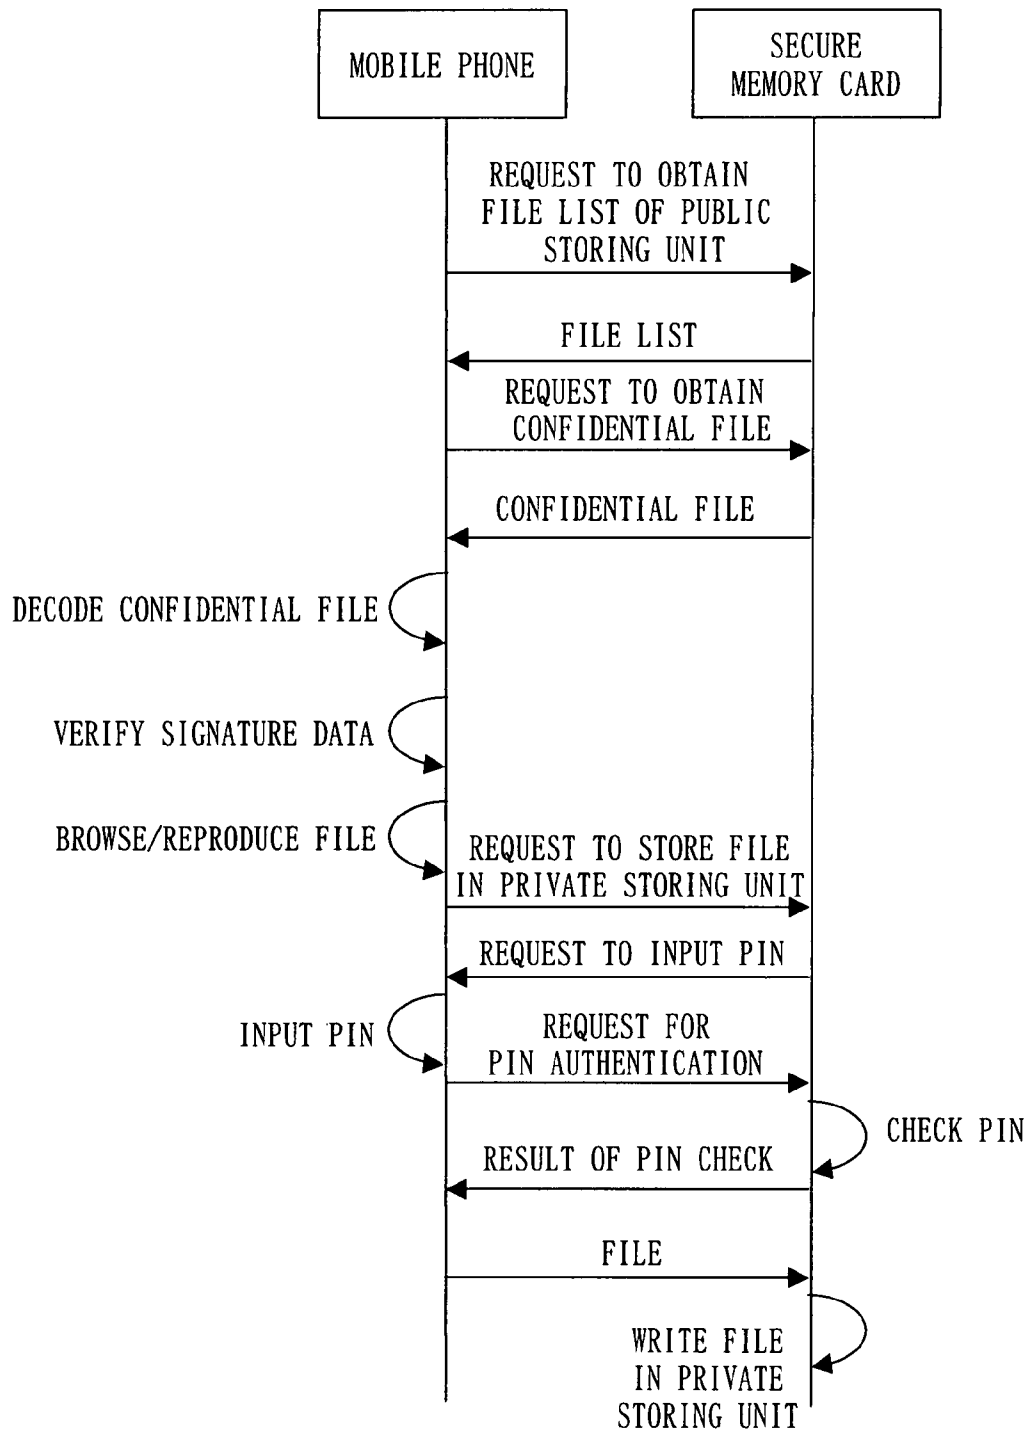 MOBILE PHONE
SECURE
MEMORY CARD
REQUEST TO OBTAIN
FILE LIST OF PUBLIC
STORING UNIT
FILE LIST
REQUEST TO OBTAIN
CONFIDENTIAL FILE
CONFIDENTIAL FILE
DECODE CONFIDENTIAL FILE
VERIFY SIGNATURE DATA
BROWSE/REPRODUCE FILE
REQUEST TO STORE FILE
IN PRIVATE STORING UNIT
REQUEST TO INPUT PIN
INPUT PIN
REQUEST FOR
PIN AUTHENTICATION
CHECK PIN
RESULT OF PIN CHECK
FILE
WRITE FILE
IN PRIVATE
STORING UNIT